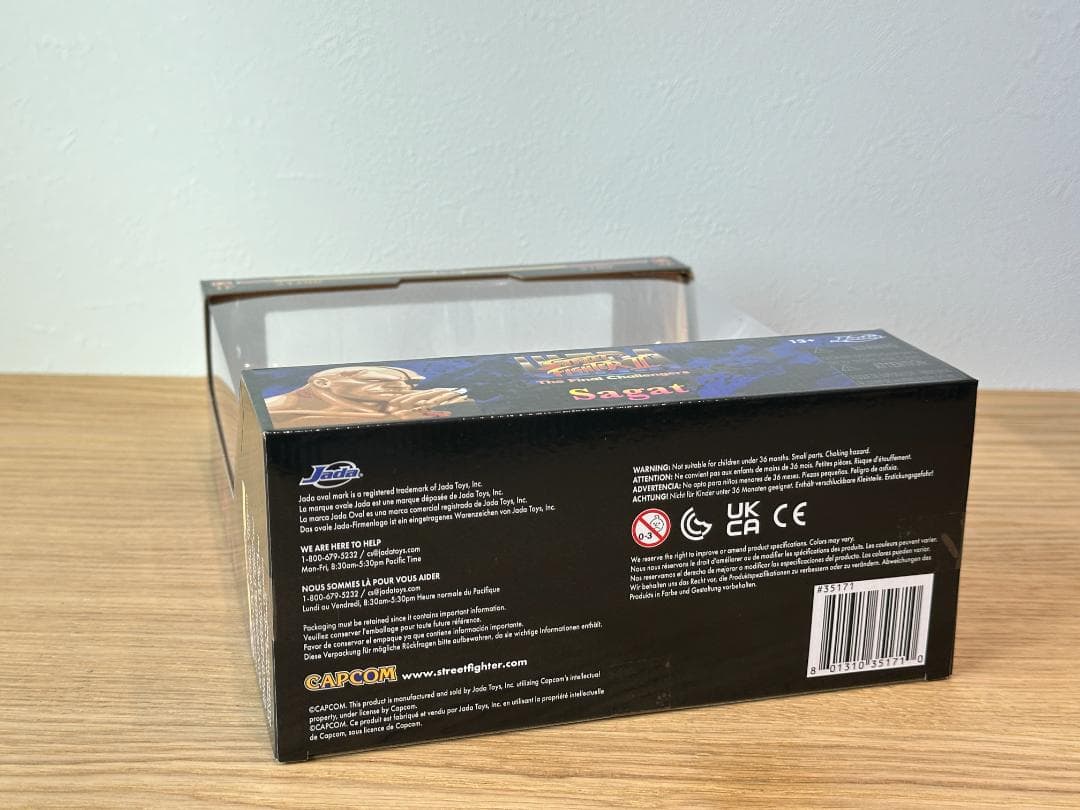 ULTRA
STREET
FIGHTER II
The Final Challengers
Sagat
13+
Jada
Jada
Jada oval mark is a registered trademark of Jada Toys, Inc.
La marque ovale Jada est une marque déposée de Jada Toys, Inc.
La marca Jada Oval es una marca comercial registrada de Jada Toys, Inc.
Das ovale Jada-Firmenlogo ist ein eingetragenes Warenzeichen von Jada Toys, Inc.
WE ARE HERE TO HELP
1-800-679-5232 / cs@jadatoys.com
Mon-Fri, 8:30am-5:30pm Pacific Time
NOUS SOMMES LÀ POUR VOUS AIDER
1-800-679-5232 / cs@jadatoys.com
Lundi au Vendredi, 8:30am-5:30pm Heure normale du Pacifique
Packaging must be retained since it contains important information.
Veuillez conserver l'emballage pour toute future référence.
Favor de conservar el empaque ya que contiene información importante.
Diese Verpackung für mögliche Rückfragen bitte aufbewahren, da sie wichtige Informationen enthält.
CAPCOM www.streetfighter.com
©CAPCOM. This product is manufactured and sold by Jada Toys, Inc. utilizing Capcom's intellectual
property, under license by Capcom.
©CAPCOM. Ce produit est fabriqué et vendu par Jada Toys, Inc. en utilisant la propriété intellectuelle
de Capcom, sous licence de Capcom.
WARNING: Not suitable for children under 36 months. Small parts. Choking hazard.
ATTENTION: Ne convient pas aux enfants de moins de 36 mois. Petites pièces. Risque d'étouffement.
ADVERTENCIA: No apto para niños menores de 36 meses. Piezas pequeñas. Peligro de asfixia.
ACHTUNG! Nicht für Kinder unter 36 Monaten geeignet. Enthält verschluckbare Kleinteile. Erstickungsgefahr!
0-3
UK
CA
CE
We reserve the right to improve or amend product specifications. Colors may vary.
Nous nous réservons le droit d'améliorer ou de modifier les spécifications des produits. Les couleurs peuvent varier.
Nos reservamos el derecho de mejorar o modificar las especificaciones del producto. Los colores pueden variar.
Wir behalten uns das Recht vor, die Produktspezifikationen zu verbessern oder zu verändern. Abweichungen des
Produkts in Farbe und Gestaltung vorbehalten.
#35171
8 01310 35171 0